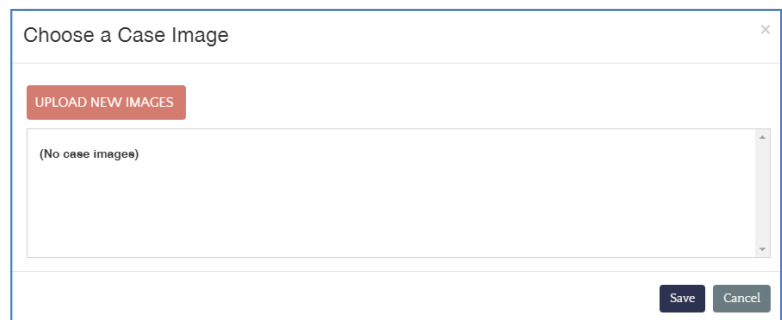 Choose a Case Image
×
UPLOAD NEW IMAGES
(No case images)
Save Cancel